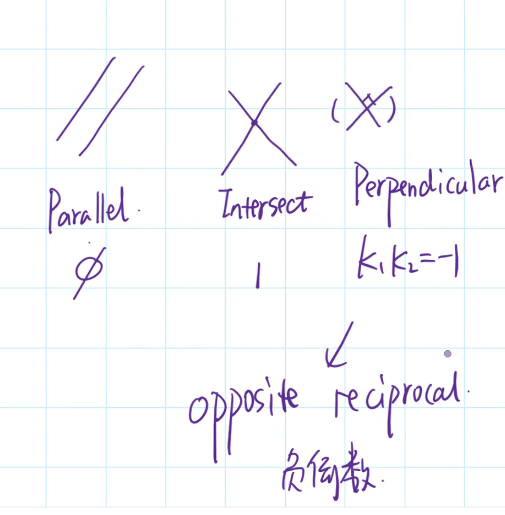 Parallel.
Intersect
Perpendicular
∅
1
k₁k₂=-1
opposite reciprocal.
负倒数.